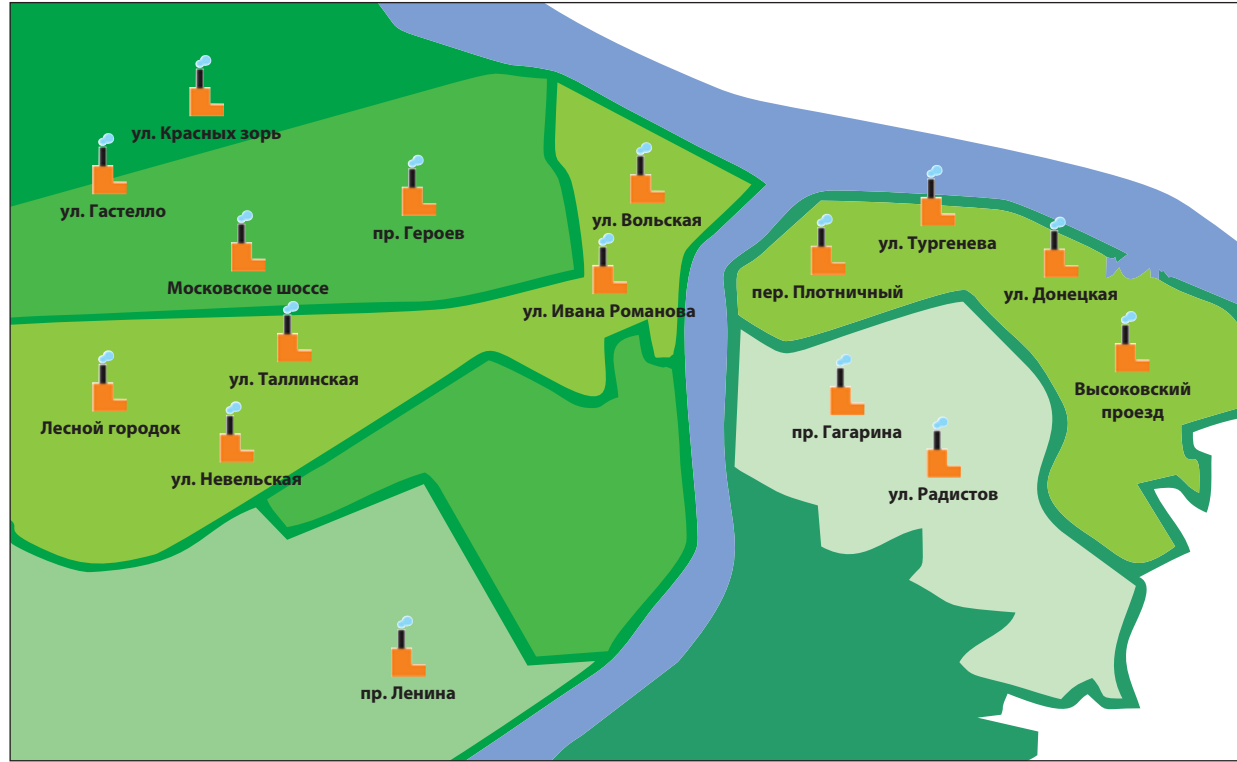 ул. Красных зорь
ул. Гастелло
ул. Вольская
пр. Героев
ул. Тургенева
Московское шоссе
пер. Плотничный
ул. Донецкая
ул. Ивана Романова
ул. Таллинская
Высоковский
проезд
Лесной городок
пр. Гагарина
ул. Невельская
ул. Радистов
пр. Ленина